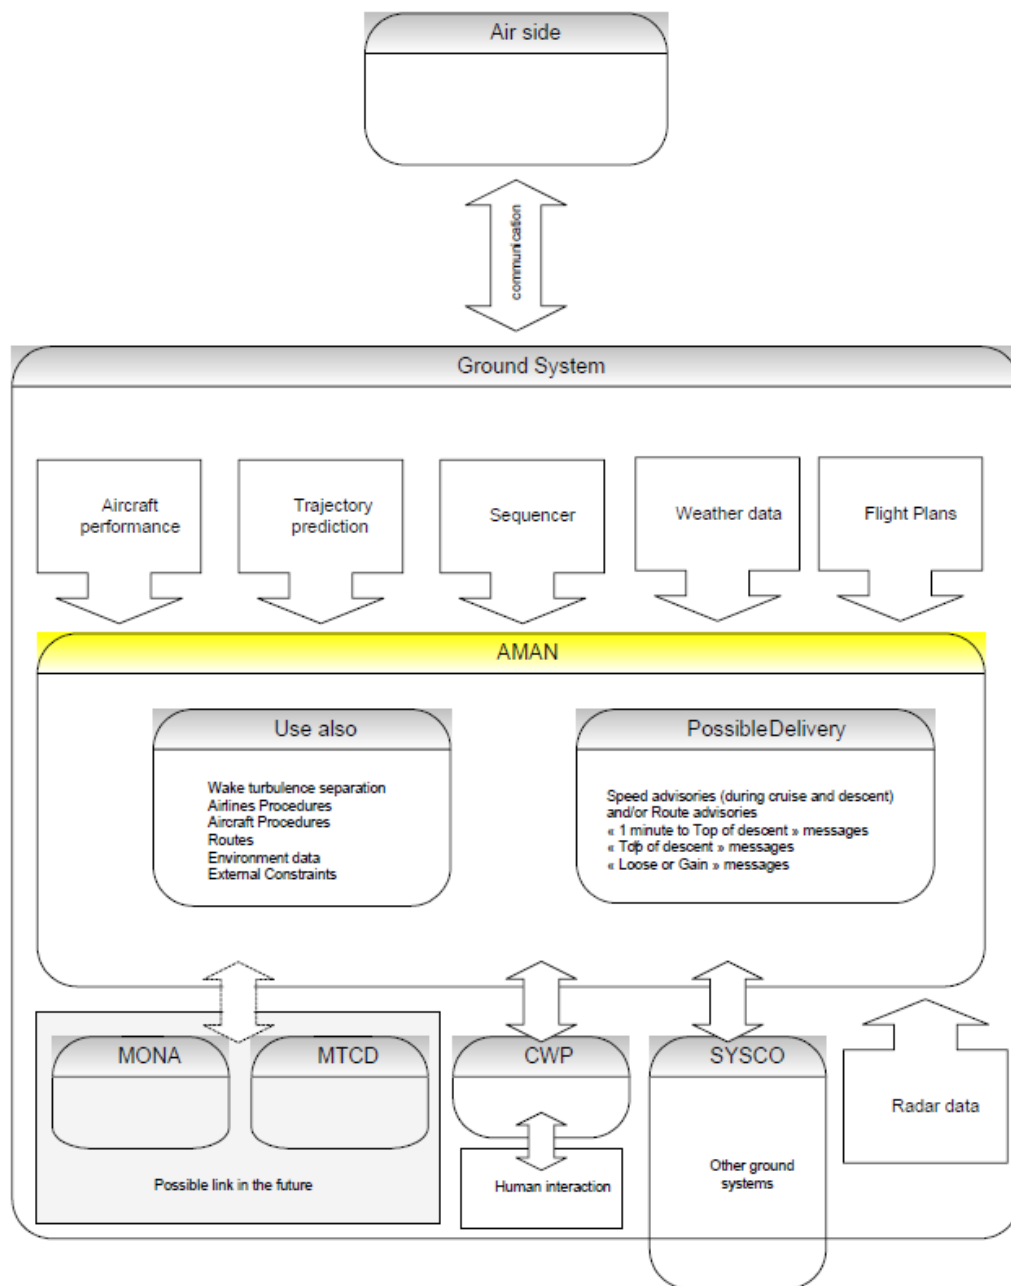 Air side
communication
Ground System
Aircraft
performance
Trajectory
prediction
Sequencer
Weather data
Flight Plans
AMAN
Use also
Wake turbulence separation
Airlines Procedures
Aircraft Procedures
Routes
Environment data
External Constraints
PossibleDelivery
Speed advisories (during cruise and descent)
and/or Route advisories
« 1 minute to Top of descent » messages
« Top of descent » messages
« Loose or Gain » messages
MONA
MTCD
Possible link in the future
CWP
Human interaction
SYSCO
Other ground
systems
Radar data